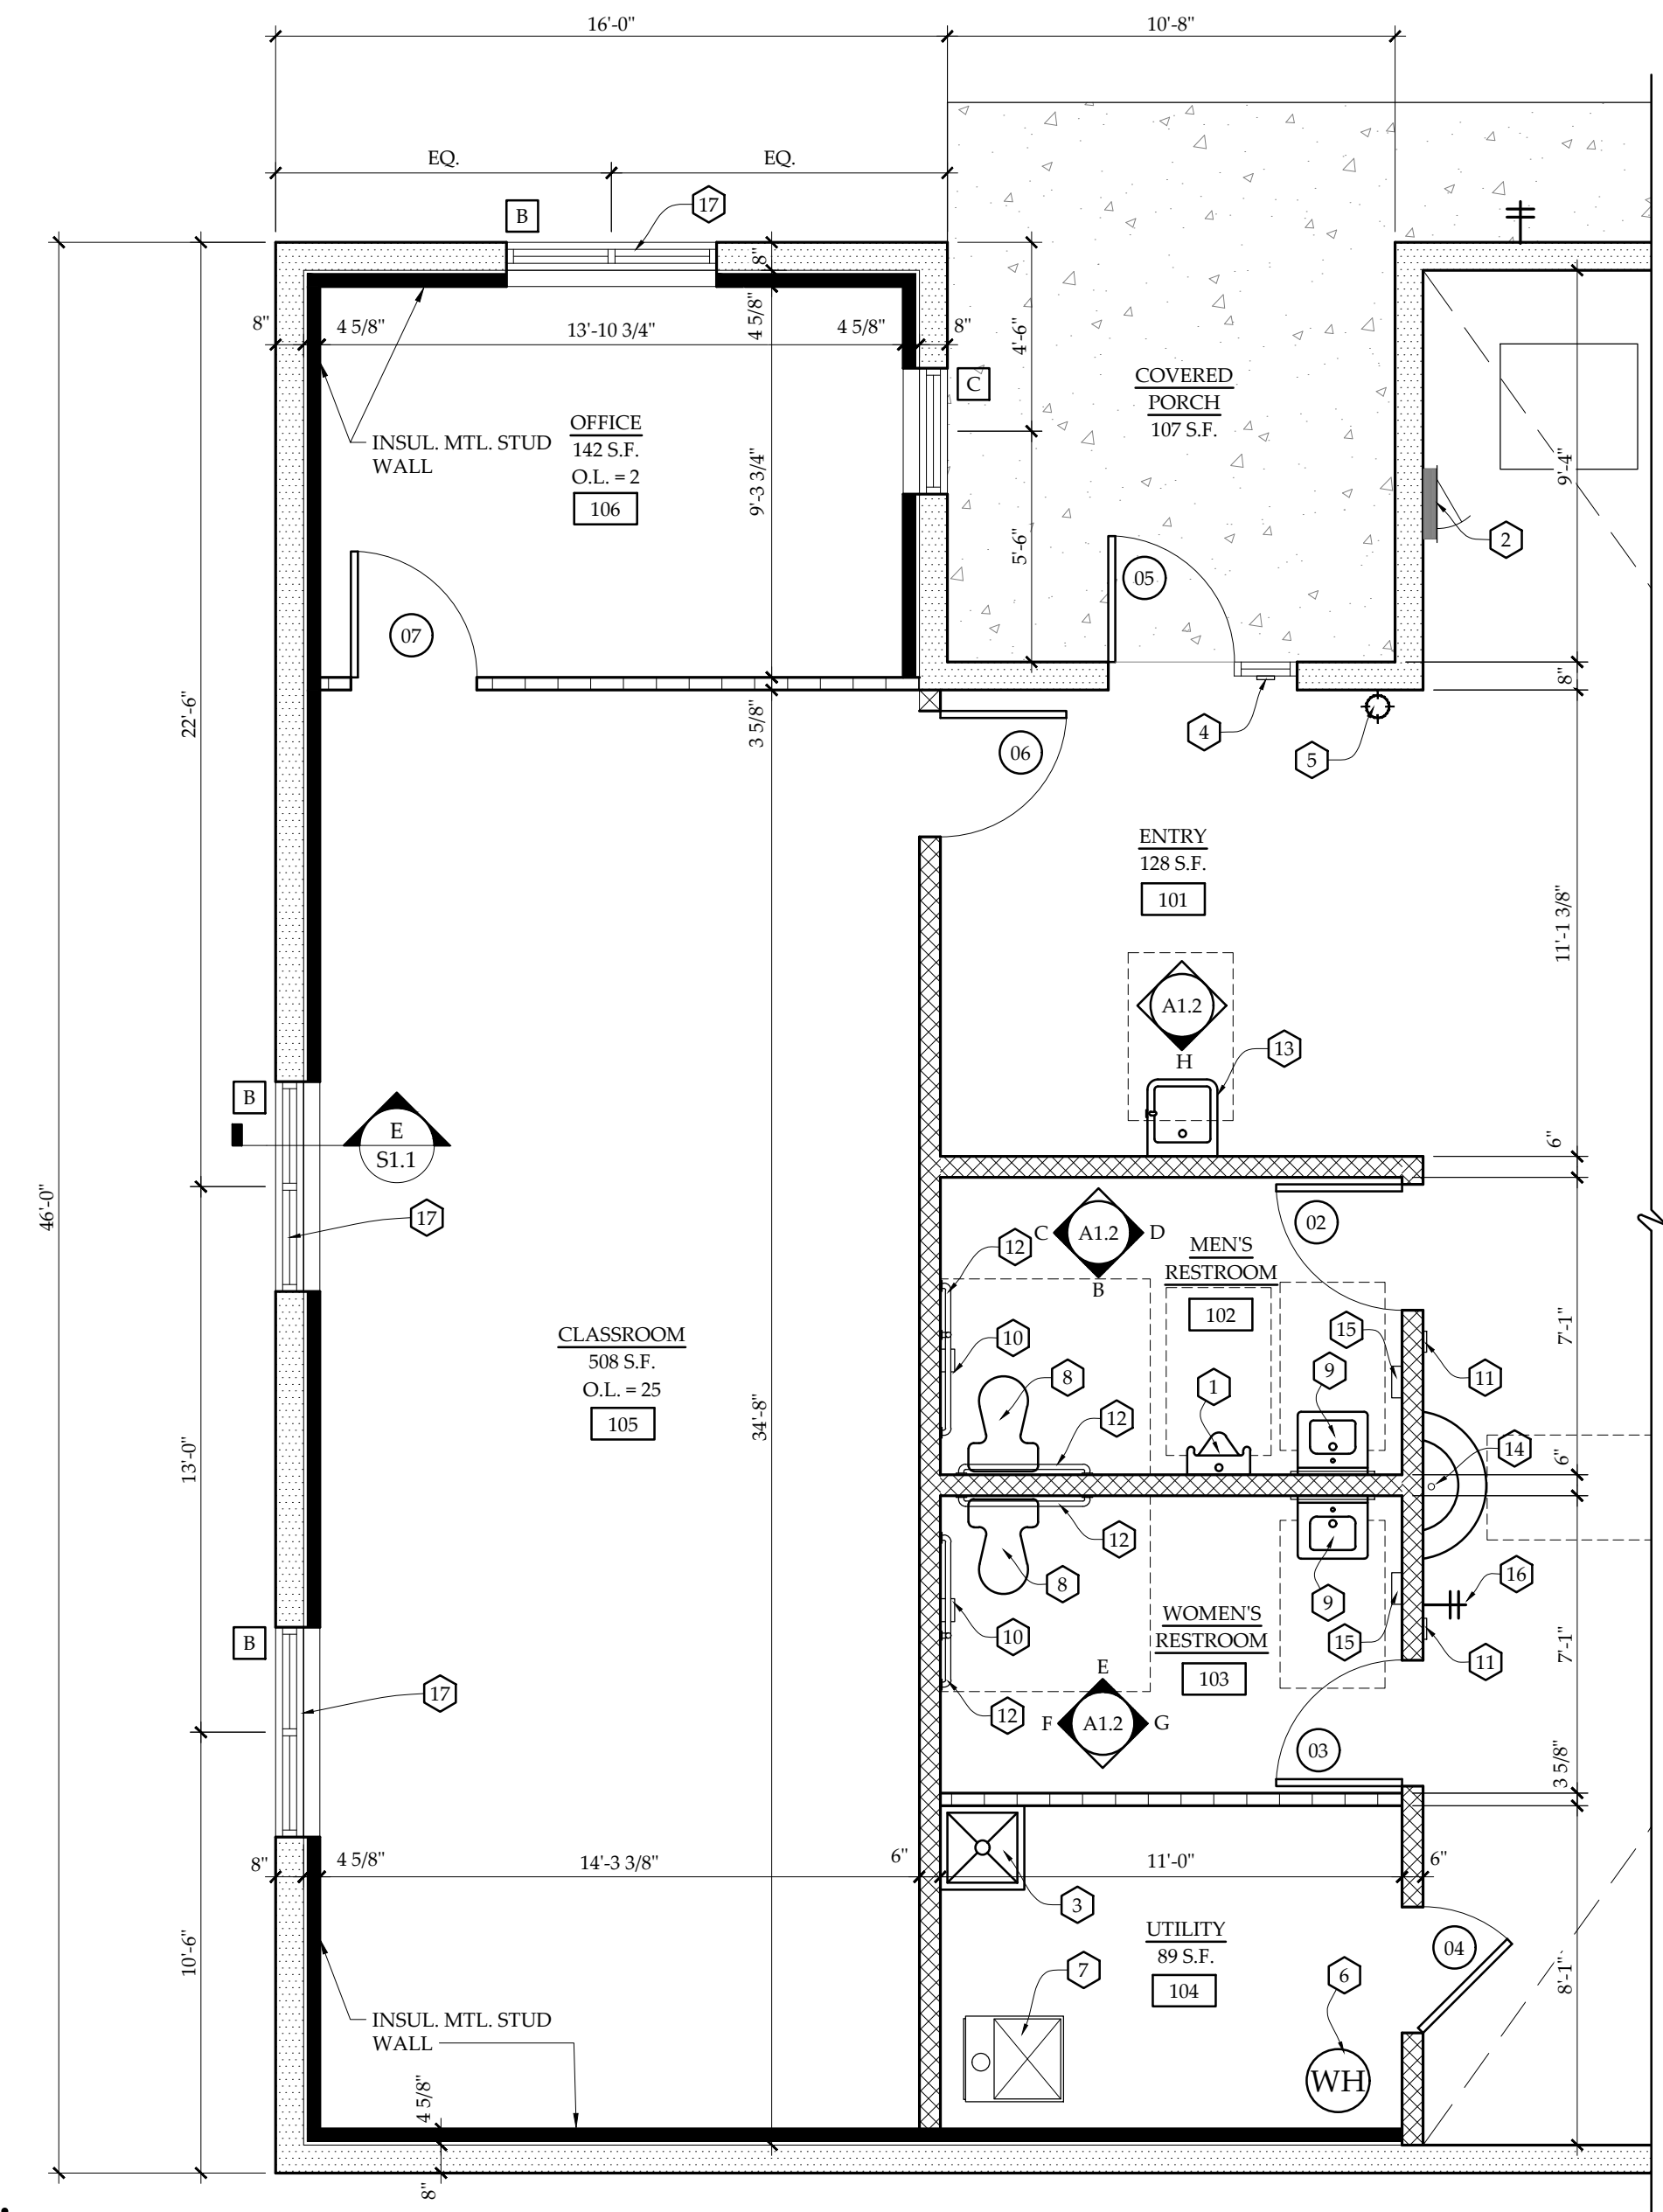 16'-0"
10'-8"
EQ.
EQ.
B
17
8"
8"
4 5/8"
13'-10 3/4"
4 5/8"
4 5/8"
8"
4'-6"
C
COVERED
PORCH
107 S.F.
INSUL. MTL. STUD
WALL
OFFICE
142 S.F.
O.L. = 2
106
9'-3 3/4"
9'-4"
5'-6"
2
05
07
22'-6"
3 5/8"
06
4
5
8"
ENTRY
128 S.F.
101
11'-1 3/8"
A1.2
H
13
B
E
S1.1
6"
46'-0"
17
12
C
A1.2
D
B
02
MEN'S
RESTROOM
102
10
15
7'-1"
CLASSROOM
508 S.F.
O.L. = 25
105
8
1
9
11
34'-8"
12
14
13'-0"
6"
12
8
10
9
16
WOMEN'S
RESTROOM
103
15
7'-1"
B
11
17
12
E
F
A1.2
G
03
3 5/8"
8"
4 5/8"
14'-3 3/8"
6"
11'-0"
6"
3
UTILITY
89 S.F.
104
04
10'-6"
7
6
8'-1"
INSUL. MTL. STUD
WALL
WH
4 5/8"
8"